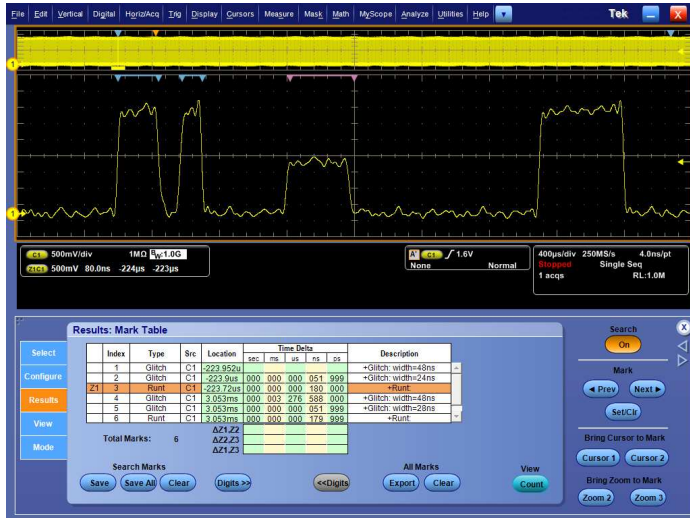 File Edit Vertical Digital Horiz/Acq Trig Display Cursors Measure Mask Math MyScope Analyze Utilities Help Tek X
1
1
C1 500mV/div 1MΩ BW:1.0G
Z1C1 500mV 80.0ns -224µs -223µs
A' C1 1.6V
None Normal
400µs/div 250MS/s 4.0ns/pt
Stopped Single Seq
1 acqs RL:1.0M
Results: Mark Table
Search
X
On
Select
Configure
Results
View
Mode
Index Type Src Location Time Delta Description
sec ms us ns ps
1 Glitch C1 -223.952u +Glitch: width=48ns
2 Glitch C1 -223.9us 000 000 000 051 999 +Glitch: width=24ns
Z1 3 Runt C1 -223.72us 000 000 000 180 000 +Runt:
4 Glitch C1 3.053ms 000 003 276 588 000 +Glitch: width=48ns
5 Glitch C1 3.053ms 000 000 000 051 999 +Glitch: width=28ns
6 Runt C1 3.053ms 000 000 000 179 999 +Runt:
Total Marks: 6
ΔZ1,Z2
ΔZ2,Z3
ΔZ1,Z3
Mark
Prev Next
Set/Clr
Bring Cursor to Mark
Cursor 1 Cursor 2
Bring Zoom to Mark
Zoom 2 Zoom 3
Search Marks
Save Save All Clear
Digits >> <<Digits
All Marks
Export Clear
View
Count